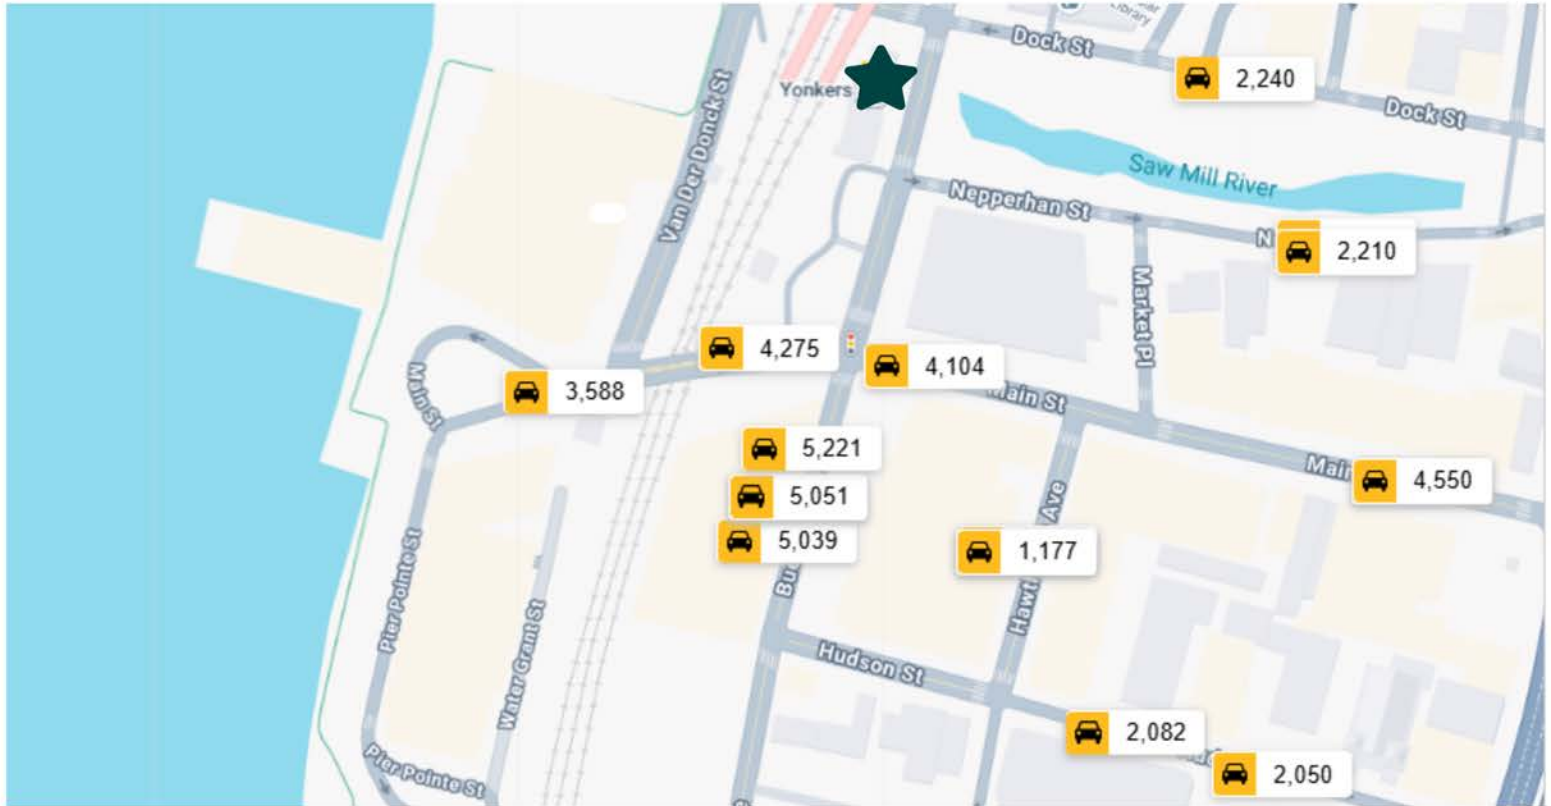 Library
Dock St
2,240
Yonkers
Dock St
Van Der Donck St
Saw Mill River
Nepperhan St
N
2,210
Market Pl
4,275
4,104
3,588
Main St
Main St
5,221
Main
4,550
5,051
5,039
Ave
1,177
Pier Pointe St
Water Grant St
Hudson St
2,082
2,050
Pier Pointe St